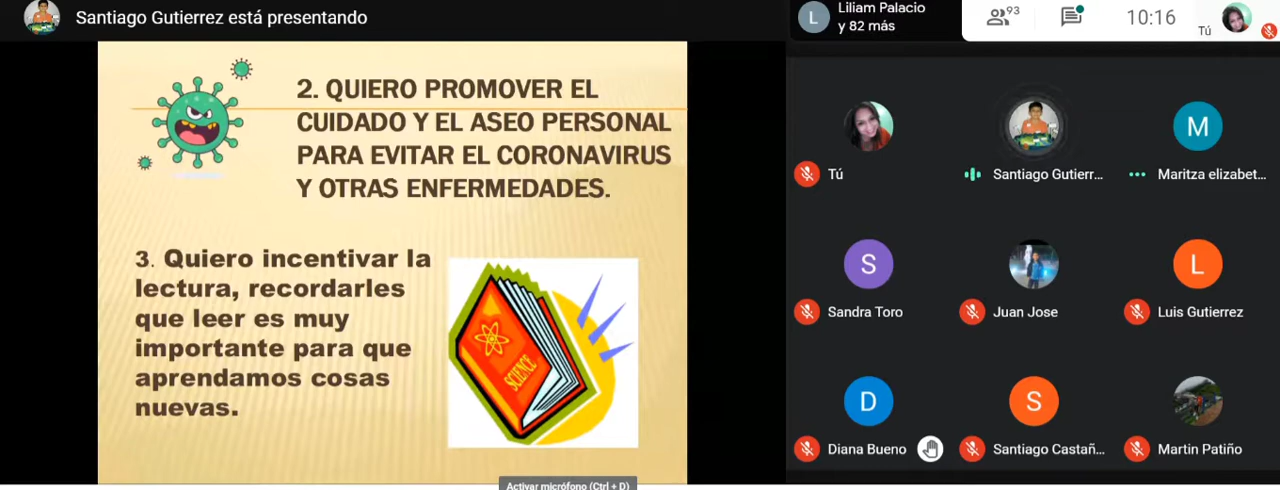 Santiago Gutierrez está presentando
Liliam Palacio
y 82 más
93
10:16
Tú
2. QUIERO PROMOVER EL
CUIDADO Y EL ASEO PERSONAL
PARA EVITAR EL CORONAVIRUS
Y OTRAS ENFERMEDADES.
3. Quiero incentivar la
lectura, recordarles
que leer es muy
importante para que
aprendamos cosas
nuevas.
SCIENCE
L
M
Tú
Santiago Gutierr...
Maritza elizabet...
S
L
Sandra Toro
Juan Jose
Luis Gutierrez
D
S
Diana Bueno
Santiago Castañ...
Martin Patiño
Activar micrófono (Ctrl + D)